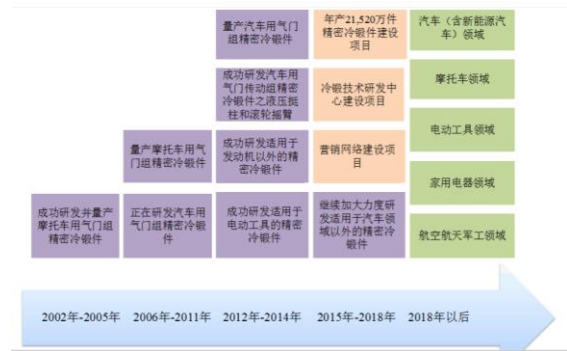 量产汽车用气门
组精密冷锻件
年产21,520万件
精密冷锻件建设
项目
汽车（含新能源汽
车）领域
成功研发汽车用
气门传动组精密
冷锻件之液压挺
柱和滚轮摇臂
冷锻技术研发中
心建设项目
摩托车领域
量产摩托车用气
门组精密冷锻件
成功研发适用于
发动机以外的精
密冷锻件
营销网络建设项
目
电动工具领域
家用电器领域
成功研发并量产
摩托车用气门组
精密冷锻件
正在研发汽车用
气门组精密冷锻
件
成功研发适用于
电动工具的精密
冷锻件
继续加大力度研
发适用于汽车领
域以外的精密冷
锻件
航空航天军工领域
2002年-2005年
2006年-2011年
2012年-2014年
2015年-2018年
2018年以后